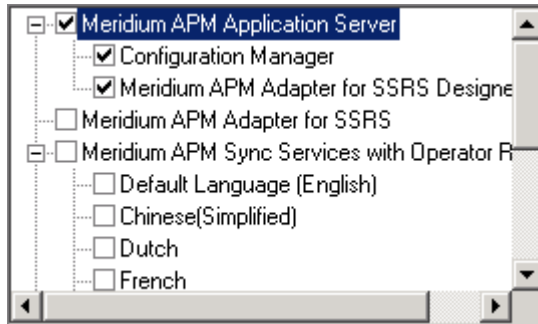 Meridium APM Application Server
Configuration Manager
Meridium APM Adapter for SSRS Designe
Meridium APM Adapter for SSRS
Meridium APM Sync Services with Operator R
Default Language (English)
Chinese(Simplified)
Dutch
French